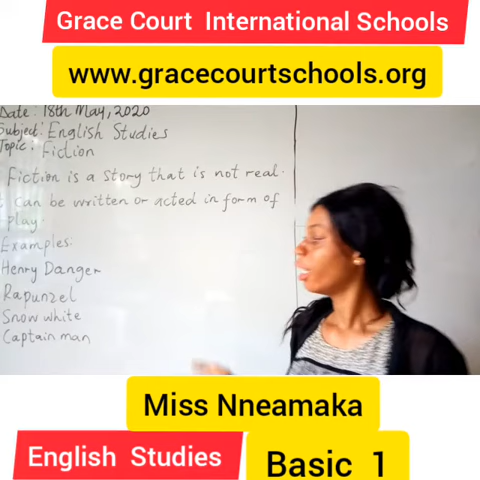 Grace Court International Schools
www.gracecourtschools.org
Date: 18th May, 2020
Subject: English Studies
Topic: Fiction
Fiction is a story that is not real.
can be written or acted in form of
play.
Examples:
Henry Danger
Rapunzel
Snow white
Captain man
Miss Nneamaka
English Studies
Basic 1